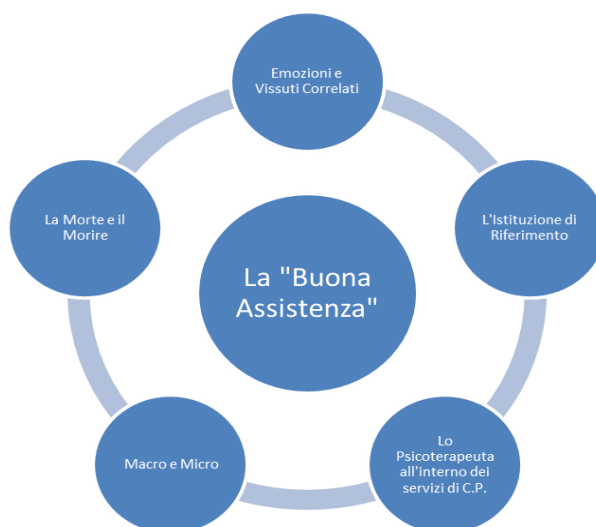 Emozioni e
Vissuti Correlati
L'Istituzione di
Riferimento
Lo
Psicoterapeuta
all'interno dei
servizi di C.P.
Macro e Micro
La Morte e il
Morire
La "Buona
Assistenza"